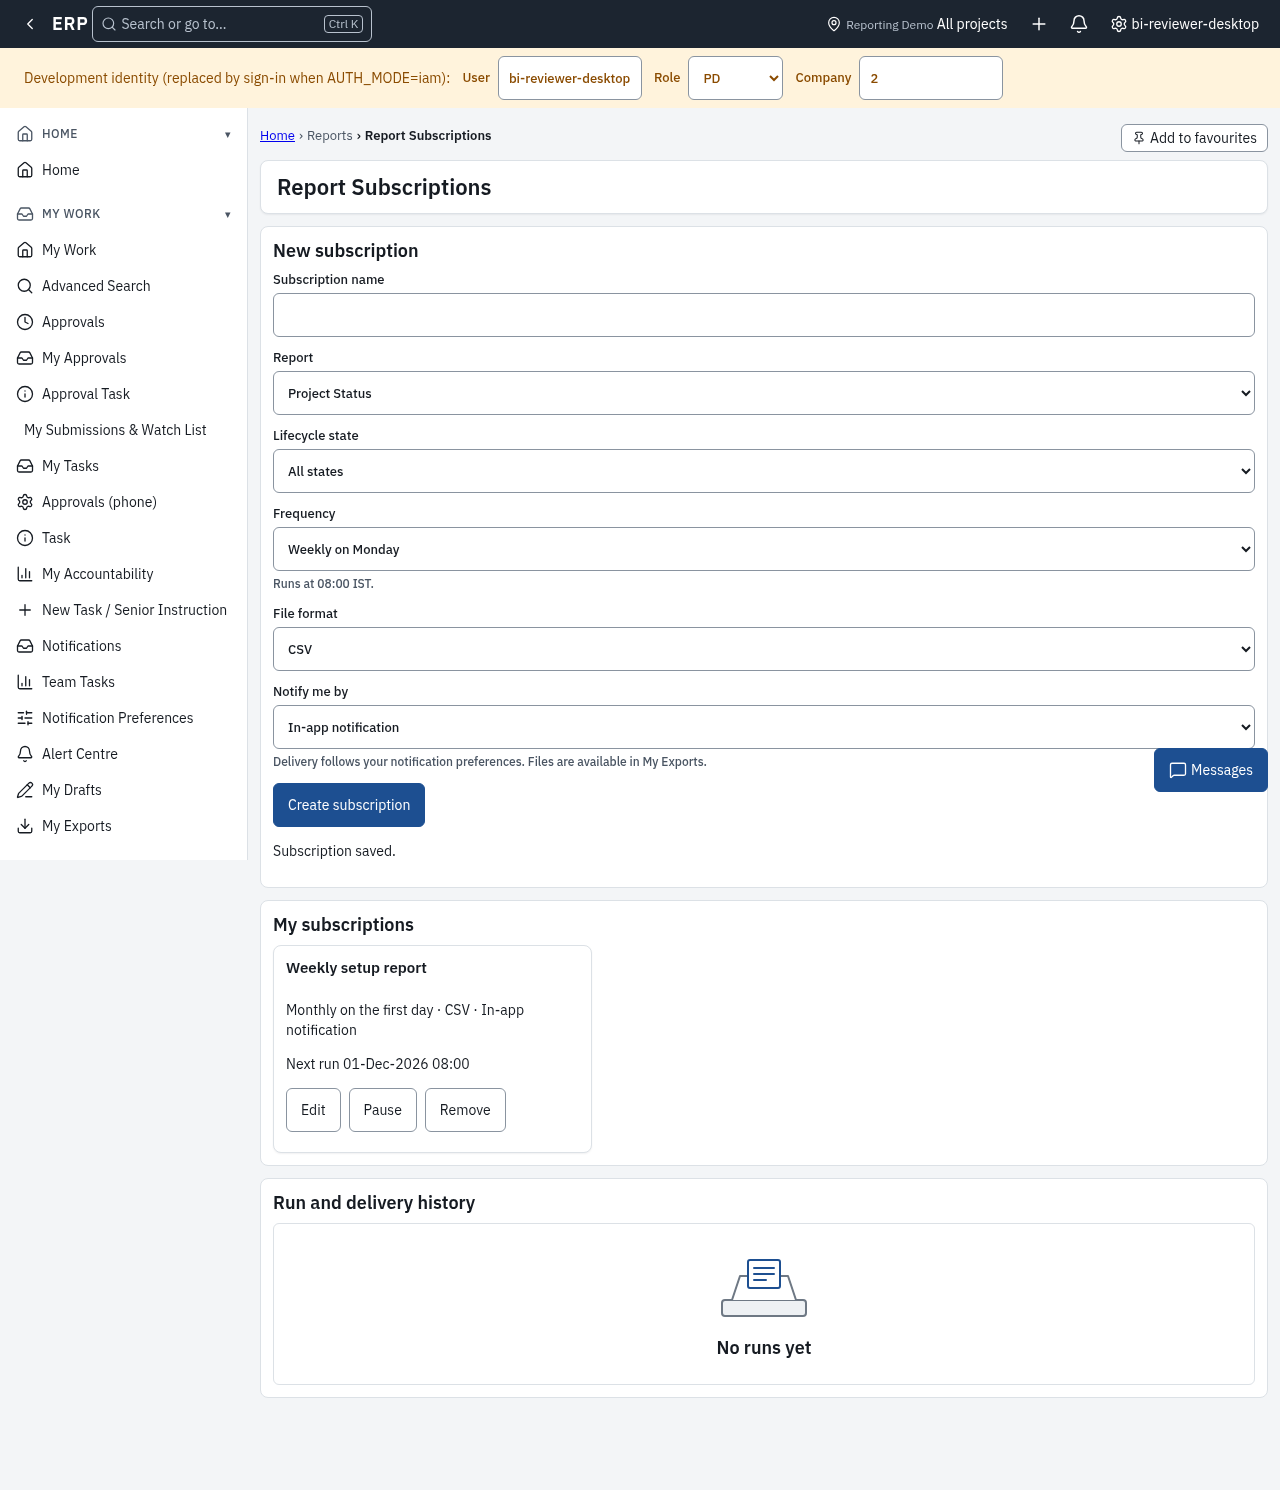 ERP
Search or go to...
Ctrl K
Reporting Demo All projects
bi-reviewer-desktop
Development identity (replaced by sign-in when AUTH_MODE=iam):
User
bi-reviewer-desktop
Role
PD
Company
2
HOME
Home
MY WORK
My Work
Advanced Search
Approvals
My Approvals
Approval Task
My Submissions & Watch List
My Tasks
Approvals (phone)
Task
My Accountability
New Task / Senior Instruction
Notifications
Team Tasks
Notification Preferences
Alert Centre
My Drafts
My Exports
Home › Reports › Report Subscriptions
Add to favourites
Report Subscriptions
New subscription
Subscription name
Report
Project Status
Lifecycle state
All states
Frequency
Weekly on Monday
Runs at 08:00 IST.
File format
CSV
Notify me by
In-app notification
Delivery follows your notification preferences. Files are available in My Exports.
Messages
Create subscription
Subscription saved.
My subscriptions
Weekly setup report
Monthly on the first day · CSV · In-app
notification
Next run 01-Dec-2026 08:00
Edit
Pause
Remove
Run and delivery history
No runs yet